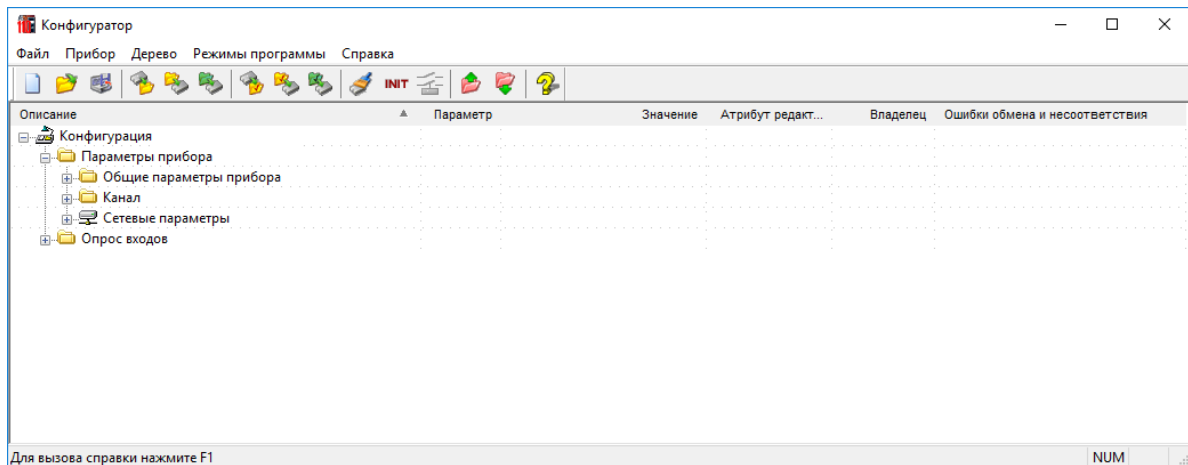 Конфигуратор
Файл Прибор Дерево Режимы программы Справка
INIT
Описание Параметр Значение Атрибут редакт... Владелец Ошибки обмена и несоответствия
Конфигурация
Параметры прибора
Общие параметры прибора
Канал
Сетевые параметры
Опрос входов
Для вызова справки нажмите F1 NUM